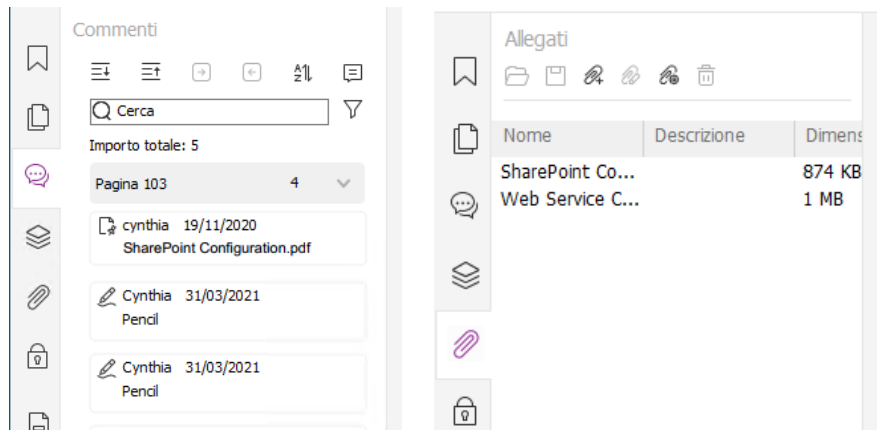 Commenti
Cerca
Importo totale: 5
Pagina 103 4
cynthia 19/11/2020
SharePoint Configuration.pdf
Cynthia 31/03/2021
Pencil
Cynthia 31/03/2021
Pencil
Allegati
Nome Descrizione Dimens
SharePoint Co... 874 KB
Web Service C... 1 MB